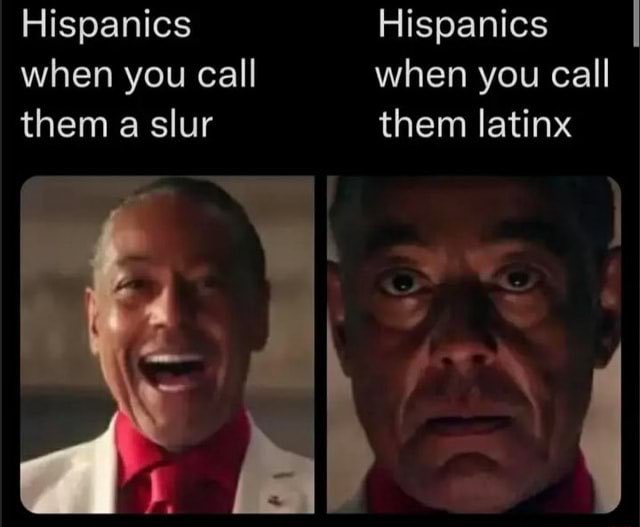 Hispanics
when you call
them a slur
Hispanics
when you call
them latinx